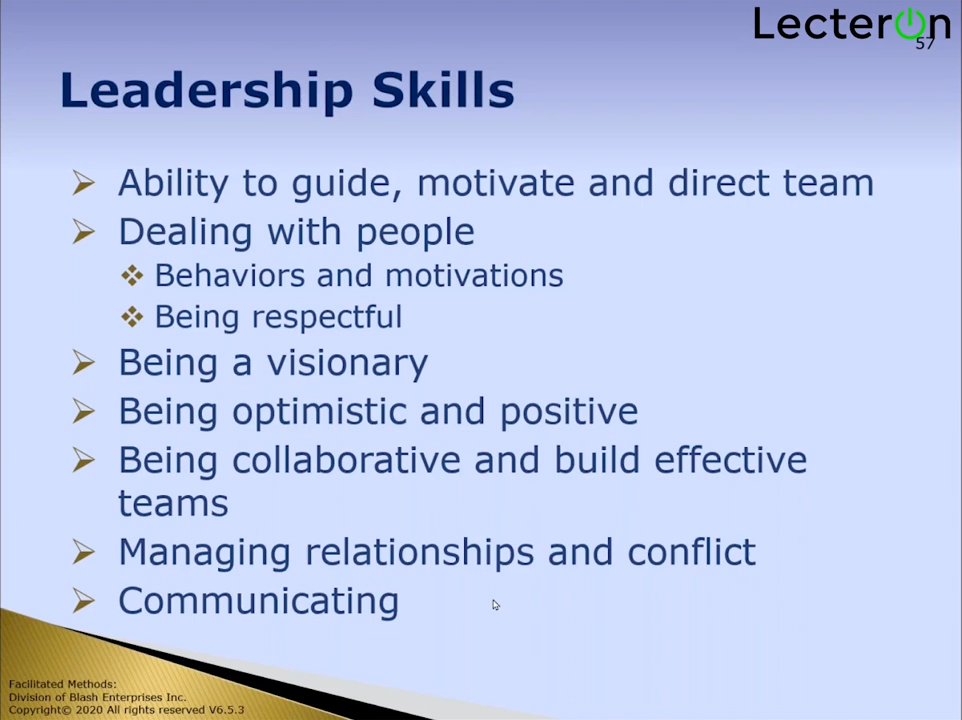 LecterOn
57
Leadership Skills
Ability to guide, motivate and direct team
Dealing with people
Behaviors and motivations
Being respectful
Being a visionary
Being optimistic and positive
Being collaborative and build effective
teams
Managing relationships and conflict
Communicating
Facilitated Methods:
Division of Blash Enterprises Inc.
Copyright© 2020 All rights reserved V6.5.3